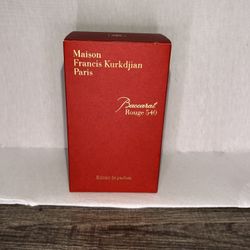 Maison
Francis Kurkdjian
Paris
Baccarat
Rouge 540
Extrait de parfum